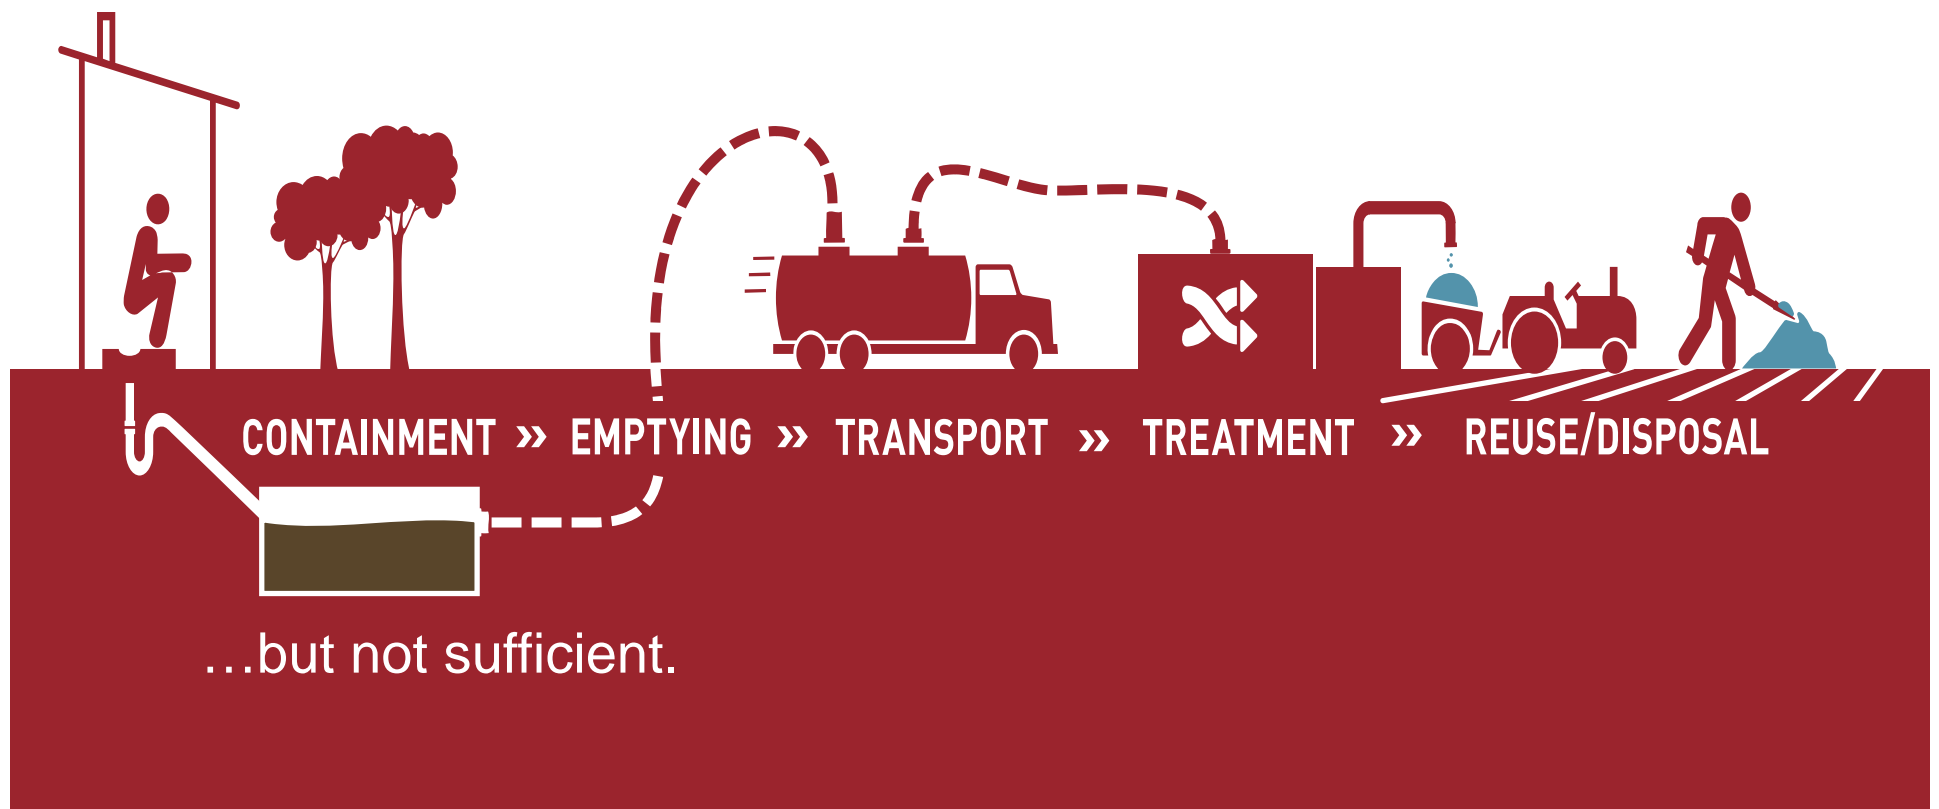 CONTAINMENT » EMPTYING » TRANSPORT » TREATMENT » REUSE/DISPOSAL
...but not sufficient.